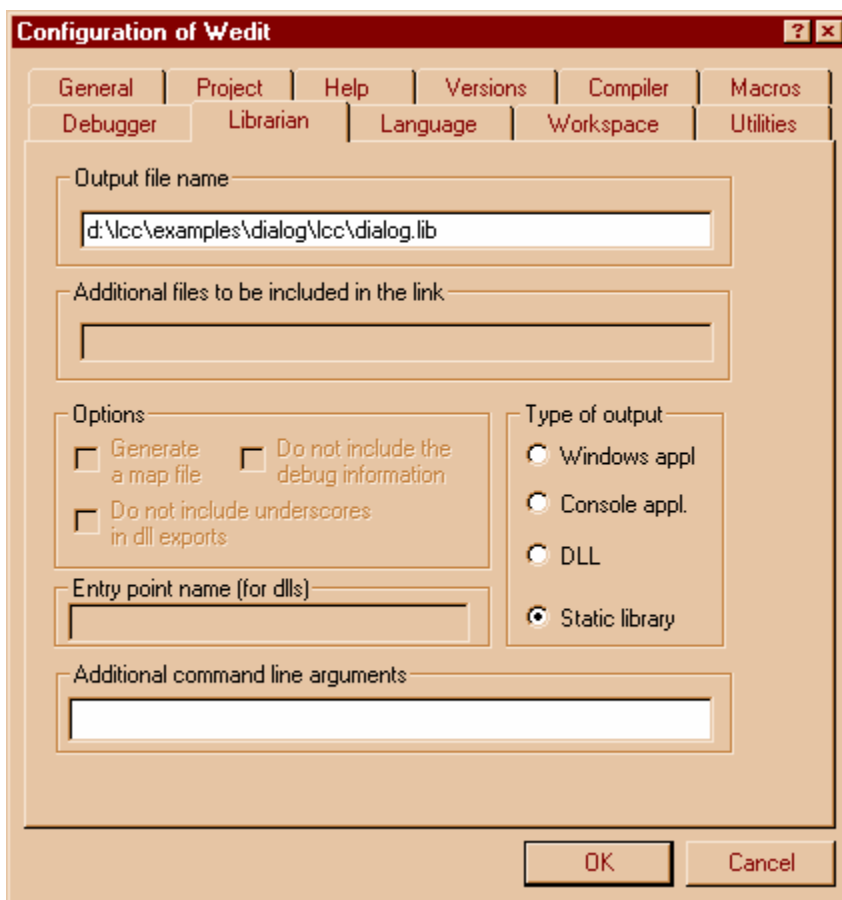 Configuration of Wedit
General Project Help Versions Compiler Macros
Debugger Librarian Language Workspace Utilities
Output file name
d:\lcc\examples\dialog\lcc\dialog.lib
Additional files to be included in the link
Options
Generate
a map file
Do not include the
debug information
Do not include underscores
in dll exports
Type of output
Windows appl
Console appl.
DLL
Static library
Entry point name (for dlls)
Additional command line arguments
OK Cancel